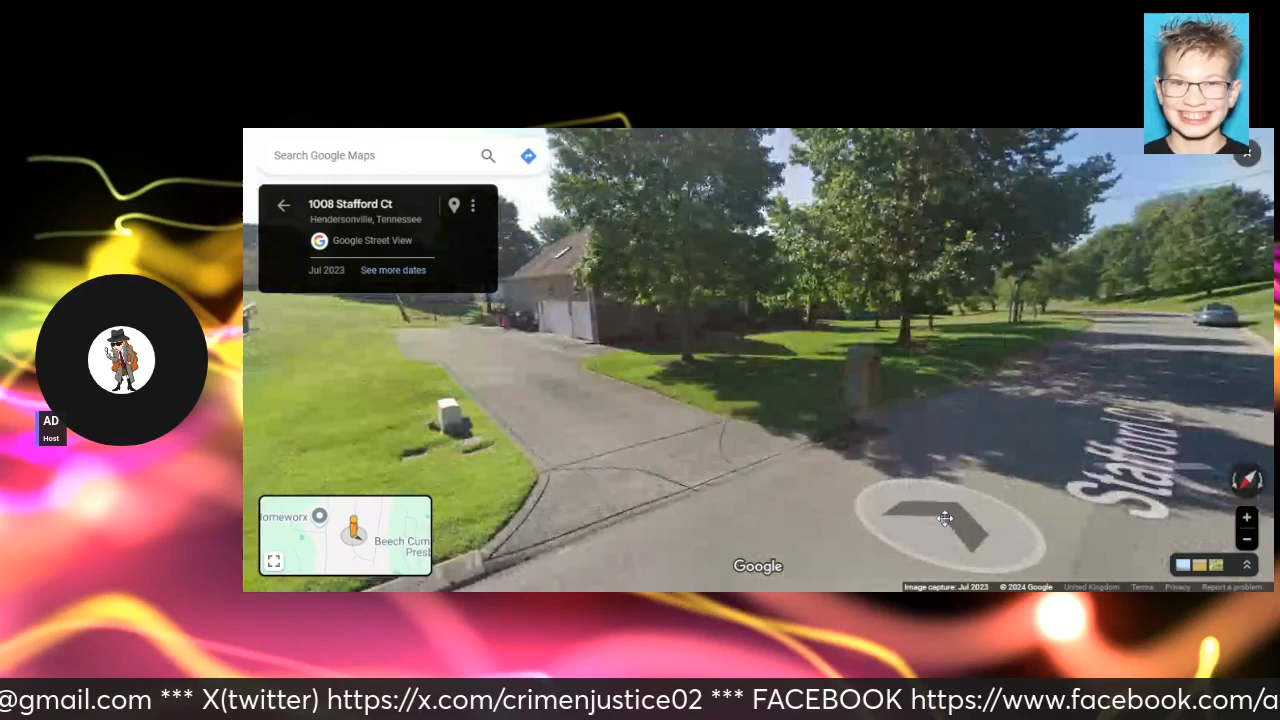 Search Google Maps
1008 Stafford Ct
Hendersonville, Tennessee
Google Street View
Jul 2023 See more dates
AD
Host
Stafford Ct
Beech Cum
Presb
Google
Image capture: Jul 2023 © 2024 Google United Kingdom Terms Privacy Report a problem
@gmail.com *** X(twitter) https://x.com/crimenjustice02 *** FACEBOOK https://www.facebook.com/a